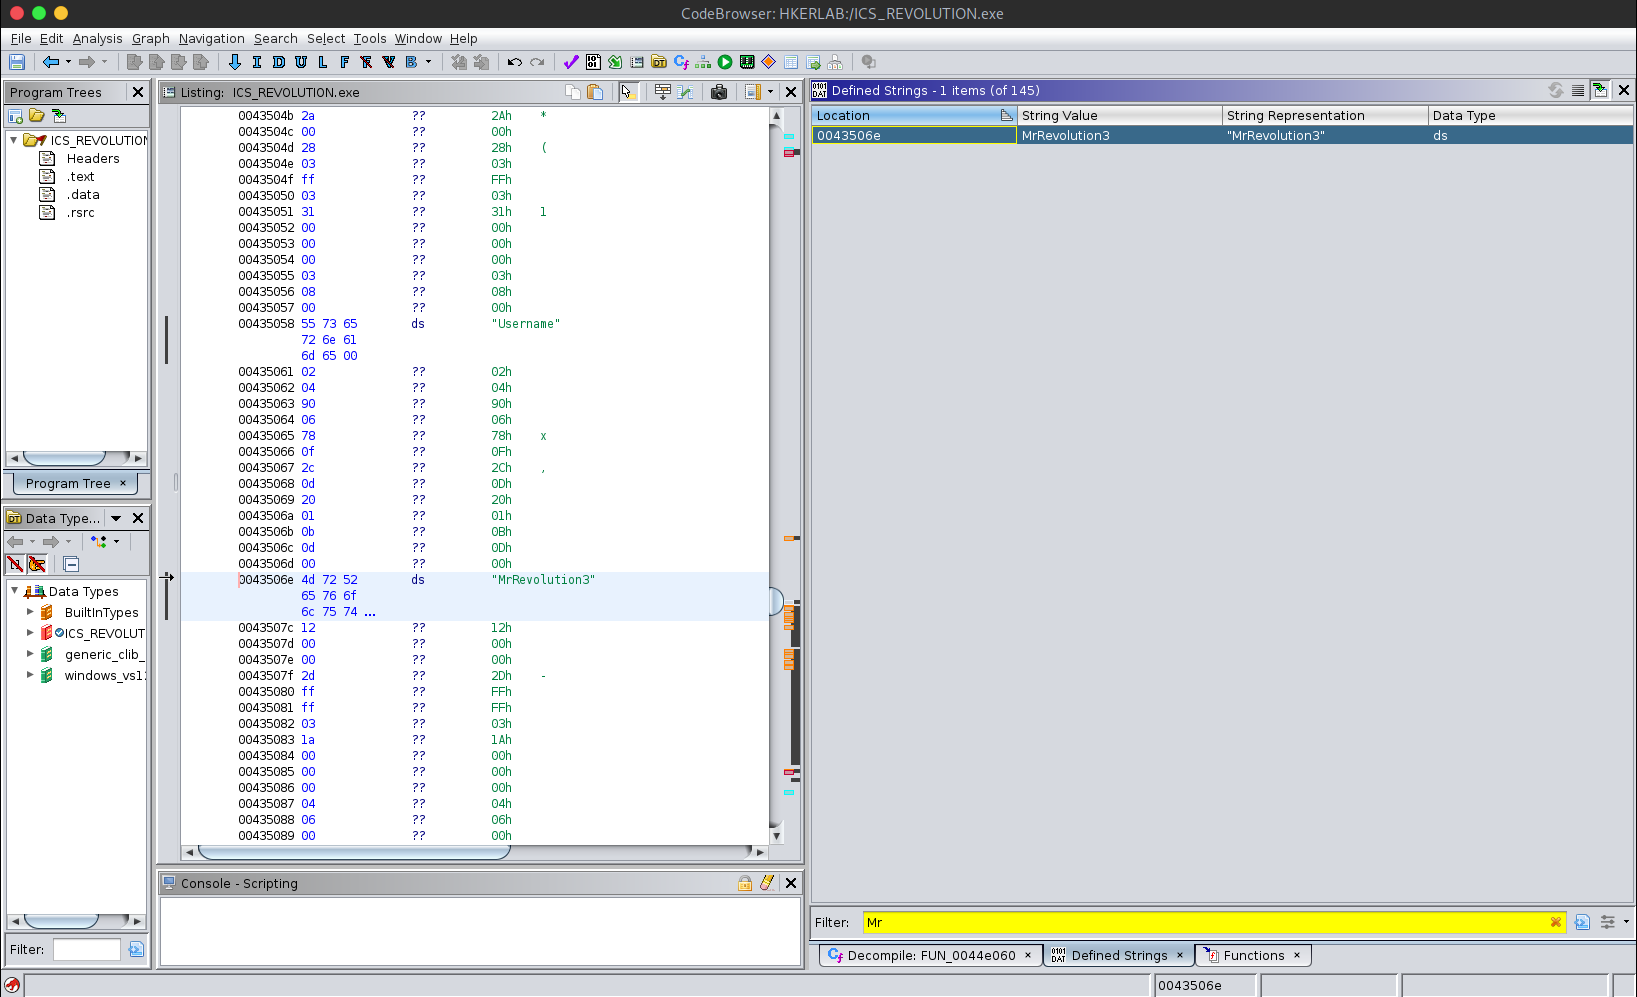 CodeBrowser: HKERLAB:/ICS_REVOLUTION.exe
File Edit Analysis Graph Navigation Search Select Tools Window Help
Program Trees
ICS_REVOLUTION
Headers
.text
.data
.rsrc
Program Tree ×
Data Type...
Data Types
BuiltInTypes
ICS_REVOLUT
generic_clib_
windows_vs1
Filter:
Listing: ICS_REVOLUTION.exe
0043504b 2a ?? 2Ah *
0043504c 00 ?? 00h
0043504d 28 ?? 28h (
0043504e 03 ?? 03h
0043504f ff ?? FFh
00435050 03 ?? 03h
00435051 31 ?? 31h 1
00435052 00 ?? 00h
00435053 00 ?? 00h
00435054 00 ?? 00h
00435055 03 ?? 03h
00435056 08 ?? 08h
00435057 00 ?? 00h
00435058 55 73 65 ds "Username"
72 6e 61
6d 65 00
00435061 02 ?? 02h
00435062 04 ?? 04h
00435063 90 ?? 90h
00435064 06 ?? 06h
00435065 78 ?? 78h x
00435066 0f ?? 0Fh
00435067 2c ?? 2Ch ,
00435068 0d ?? 0Dh
00435069 20 ?? 20h
0043506a 01 ?? 01h
0043506b 0b ?? 0Bh
0043506c 0d ?? 0Dh
0043506d 00 ?? 00h
0043506e 4d 72 52 ds "MrRevolution3"
65 76 6f
6c 75 74 ...
0043507c 12 ?? 12h
0043507d 00 ?? 00h
0043507e 00 ?? 00h
0043507f 2d ?? 2Dh -
00435080 ff ?? FFh
00435081 ff ?? FFh
00435082 03 ?? 03h
00435083 1a ?? 1Ah
00435084 00 ?? 00h
00435085 00 ?? 00h
00435086 00 ?? 00h
00435087 04 ?? 04h
00435088 06 ?? 06h
00435089 00 ?? 00h
Console - Scripting
Defined Strings - 1 items (of 145)
Location String Value String Representation Data Type
0043506e MrRevolution3 "MrRevolution3" ds
Filter: Mr
Decompile: FUN_0044e060 × Defined Strings × Functions ×
0043506e